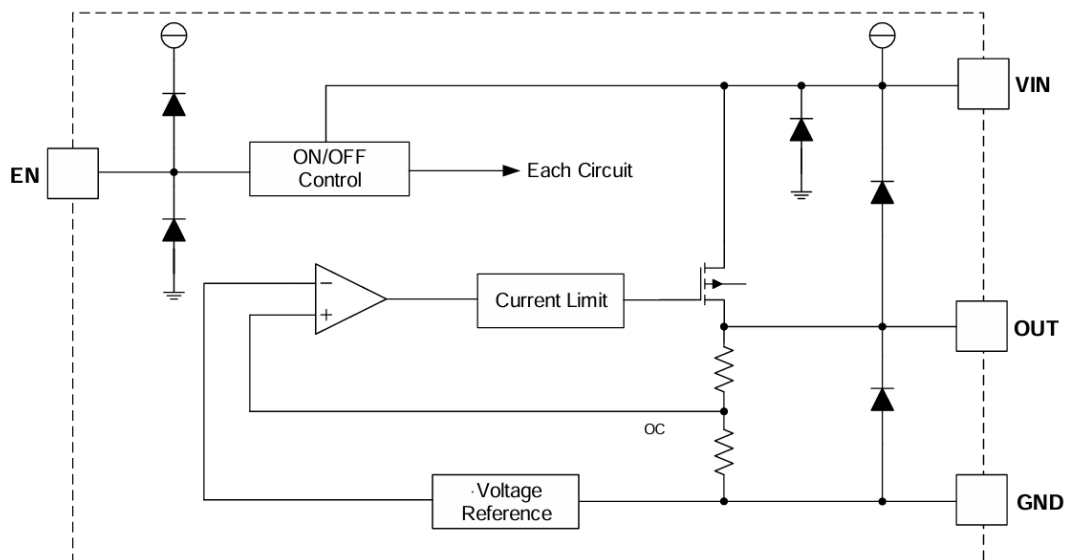 VIN
ON/OFF
Control
Each Circuit
EN
−
+
Current Limit
OUT
OC
Voltage
Reference
GND